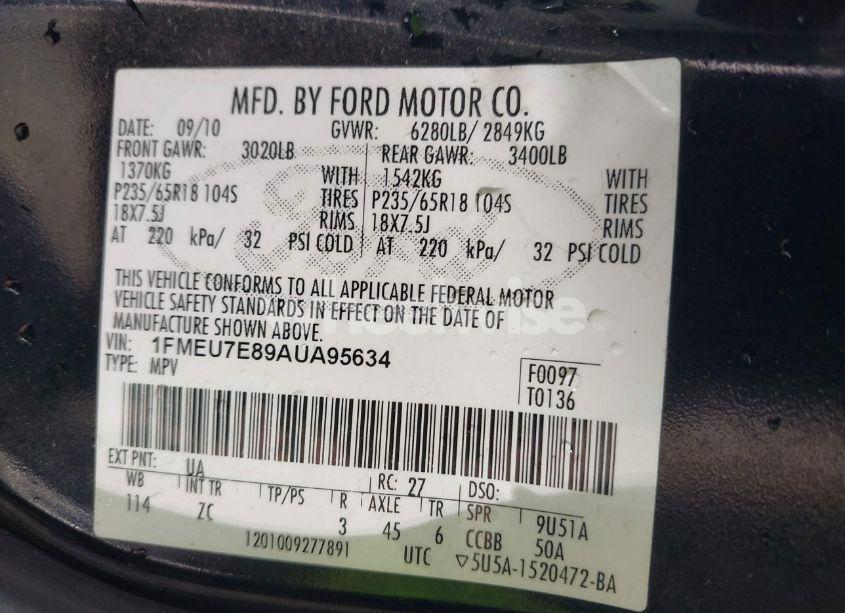 MFD. BY FORD MOTOR CO.
DATE: 09/10 GVWR: 6280LB/ 2849KG
FRONT GAWR: 3020LB REAR GAWR: 3400LB
1370KG WITH 1542KG WITH
P235/65R18 104S TIRES P235/65R18 104S TIRES
18X7.5J RIMS 18X7.5J RIMS
AT 220 kPa/ 32 PSI COLD AT 220 kPa/ 32 PSI COLD
THIS VEHICLE CONFORMS TO ALL APPLICABLE FEDERAL MOTOR
VEHICLE SAFETY STANDARDS IN EFFECT ON THE DATE OF
MANUFACTURE SHOWN ABOVE.
VIN: 1FMEU7E89AUA95634
TYPE: MPV
F0097
T0136
EXT PNT: UA RC: 27 DSO:
WB INT TR TP/PS R AXLE TR SPR 9U51A
114 ZC 3 45 6 CCBB 50A
1201009277891 UTC ▽5U5A-1520472-BA